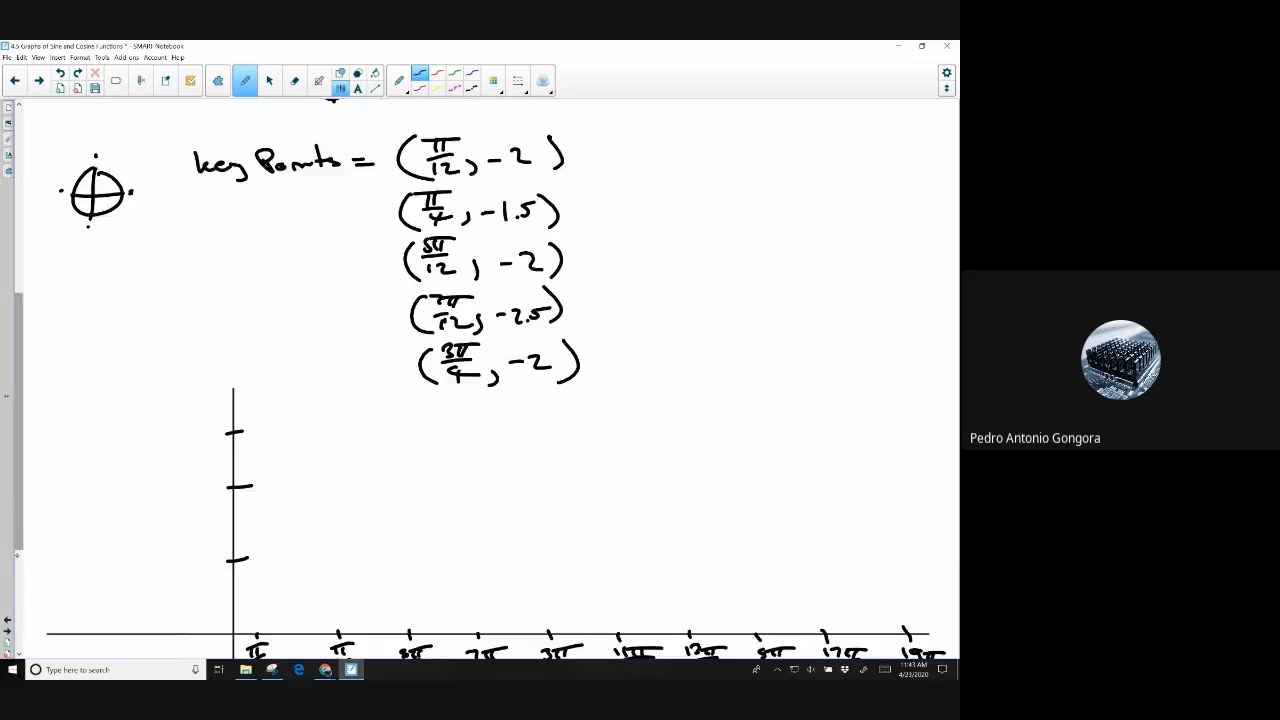 4.5 Graphs of Sine and Cosine Functions * - SMART Notebook
File Edit View Insert Format Tools Add-ons Account Help
A
key Points = (π/12, -2)
(π/4, -1.5)
(5π/12, -2)
(7π/12, -2.5)
(3π/4, -2)
Pedro Antonio Gongora
Type here to search
11:43 AM
4/23/2020